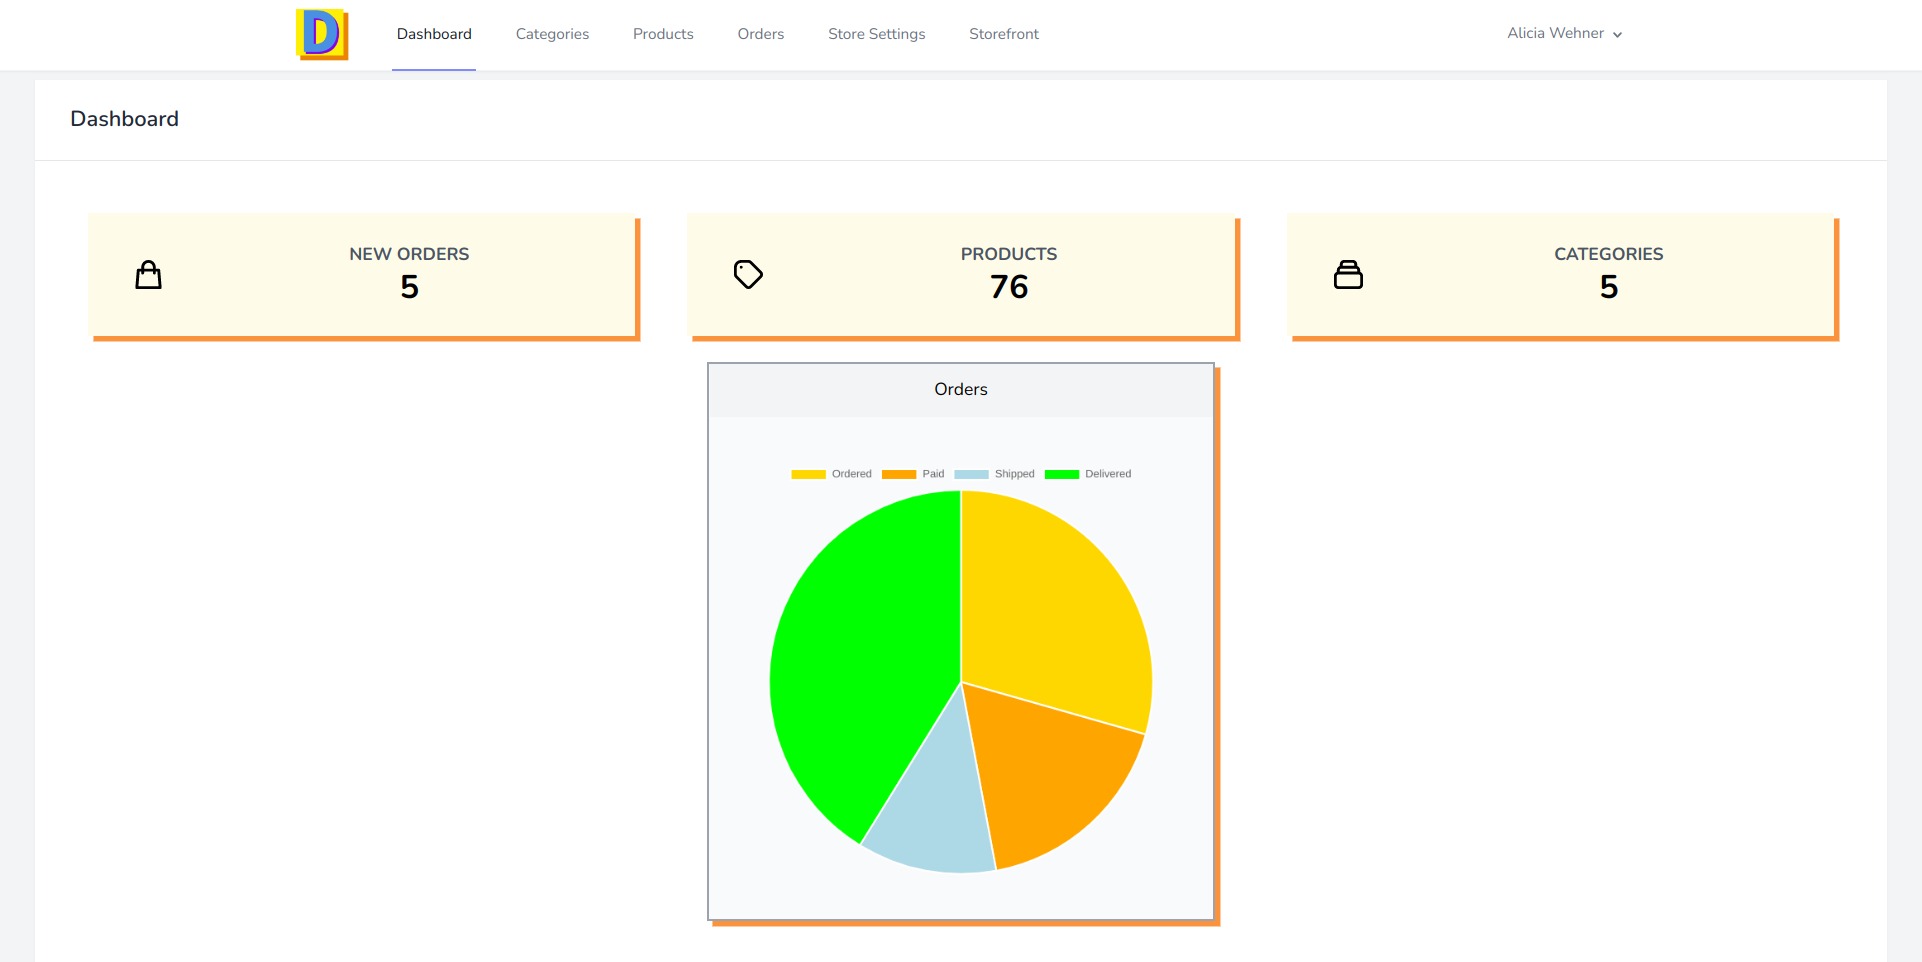 D
Dashboard
Categories
Products
Orders
Store Settings
Storefront
Alicia Wehner
Dashboard
NEW ORDERS
5
PRODUCTS
76
CATEGORIES
5
Orders
Ordered
Paid
Shipped
Delivered